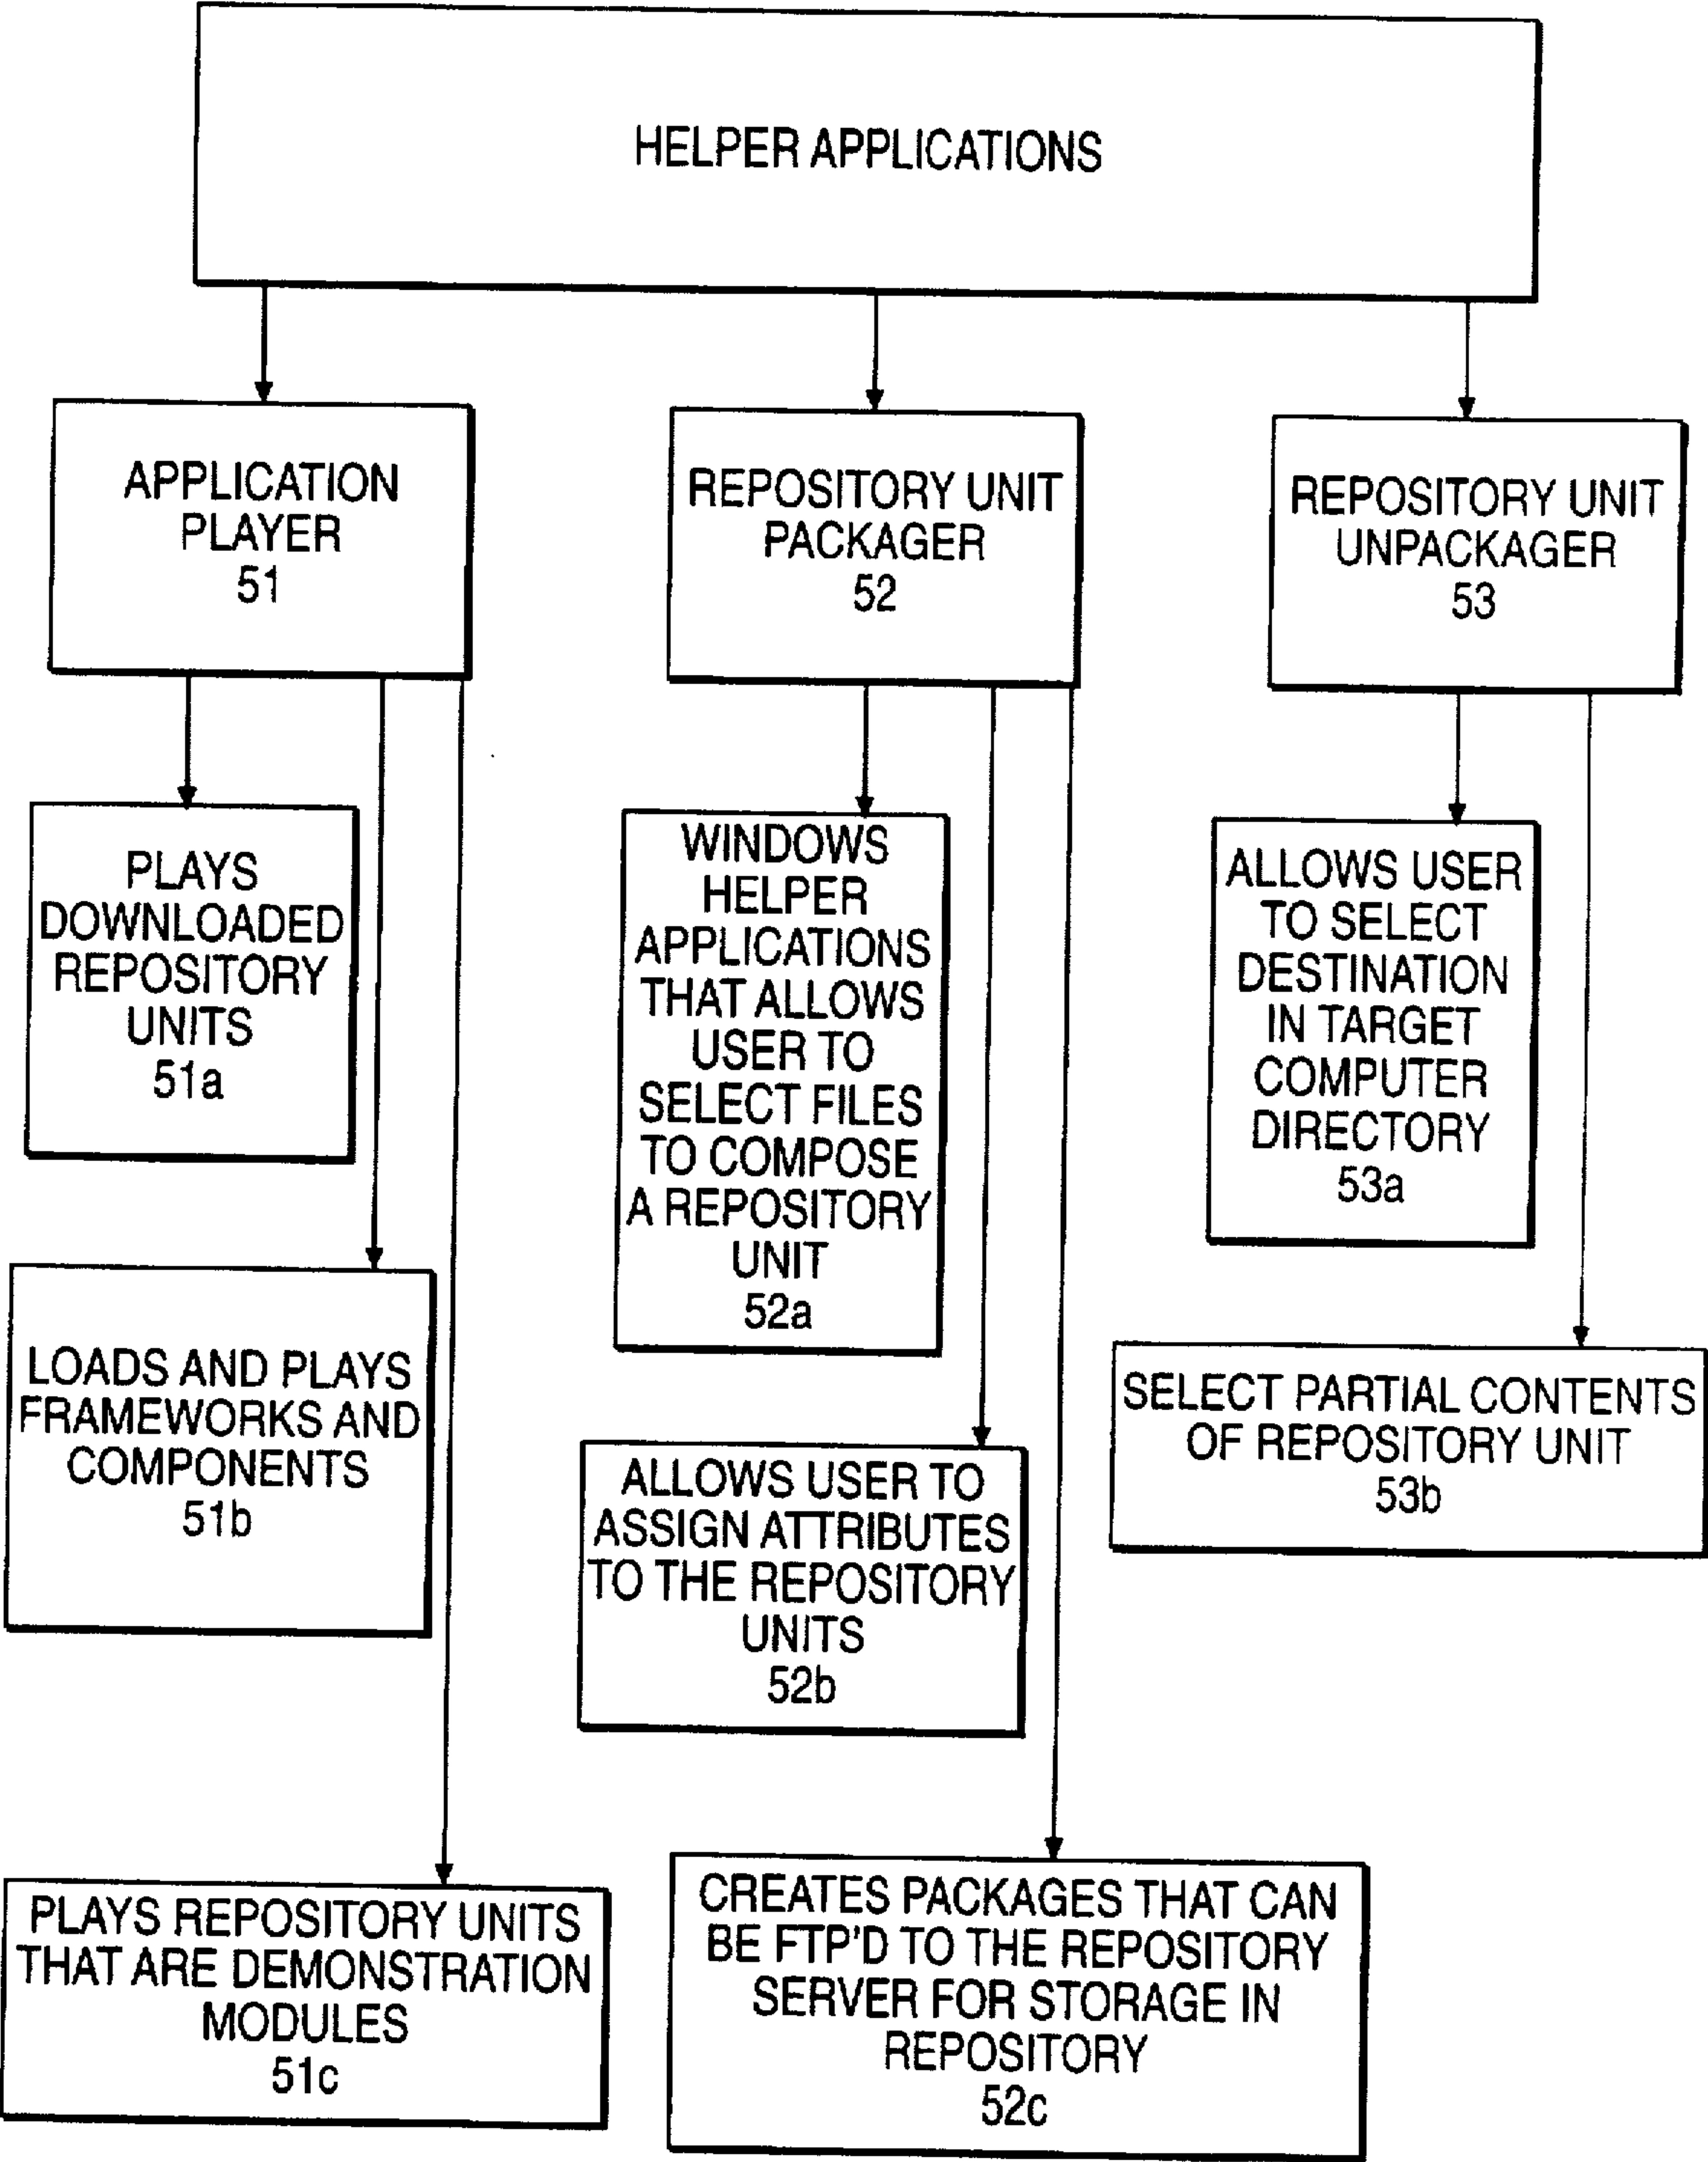 HELPER APPLICATIONS
APPLICATION
PLAYER
51
REPOSITORY UNIT
PACKAGER
52
REPOSITORY UNIT
UNPACKAGER
53
PLAYS
DOWNLOADED
REPOSITORY
UNITS
51a
WINDOWS
HELPER
APPLICATIONS
THAT ALLOWS
USER TO
SELECT FILES
TO COMPOSE
A REPOSITORY
UNIT
52a
ALLOWS USER
TO SELECT
DESTINATION
IN TARGET
COMPUTER
DIRECTORY
53a
LOADS AND PLAYS
FRAMEWORKS AND
COMPONENTS
51b
ALLOWS USER TO
ASSIGN ATTRIBUTES
TO THE REPOSITORY
UNITS
52b
SELECT PARTIAL CONTENTS
OF REPOSITORY UNIT
53b
PLAYS REPOSITORY UNITS
THAT ARE DEMONSTRATION
MODULES
51c
CREATES PACKAGES THAT CAN
BE FTP'D TO THE REPOSITORY
SERVER FOR STORAGE IN
REPOSITORY
52c